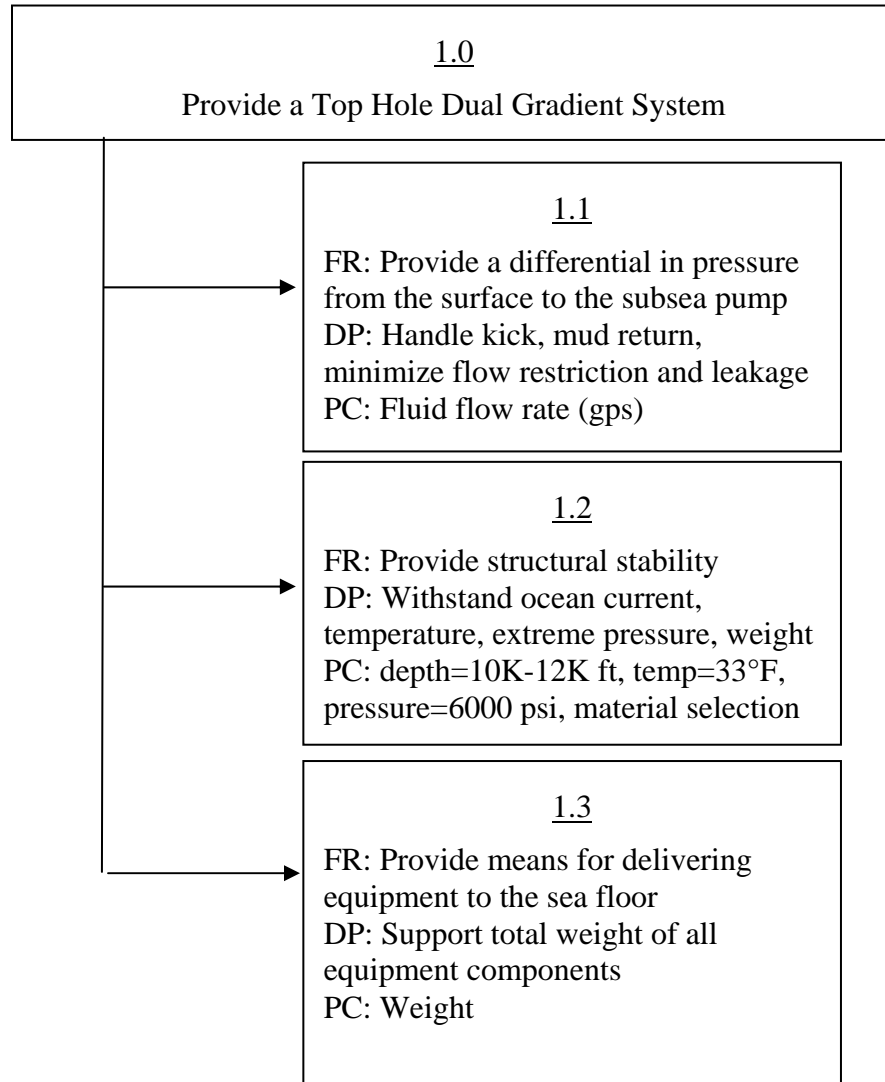 1.0
Provide a Top Hole Dual Gradient System
1.1
FR: Provide a differential in pressure
from the surface to the subsea pump
DP: Handle kick, mud return,
minimize flow restriction and leakage
PC: Fluid flow rate (gps)
1.2
FR: Provide structural stability
DP: Withstand ocean current,
temperature, extreme pressure, weight
PC: depth=10K-12K ft, temp=33°F,
pressure=6000 psi, material selection
1.3
FR: Provide means for delivering
equipment to the sea floor
DP: Support total weight of all
equipment components
PC: Weight